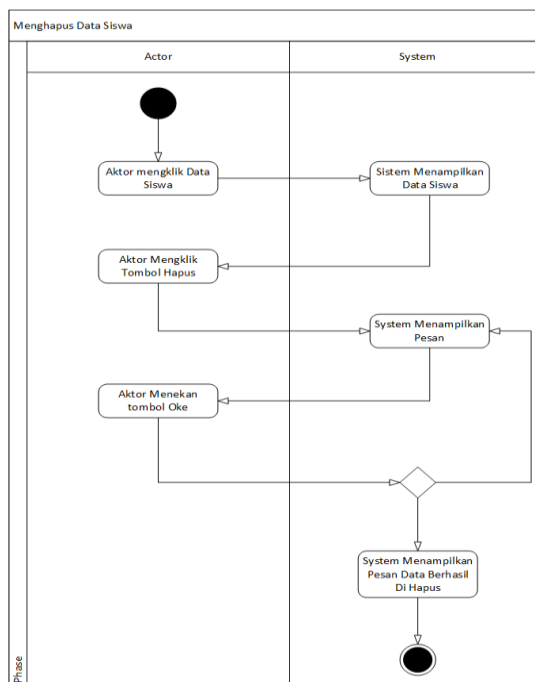 Menghapus Data Siswa
Actor
System
Aktor mengklik Data
Siswa
Sistem Menampilkan
Data Siswa
Aktor Mengklik
Tombol Hapus
System Menampilkan
Pesan
Aktor Menekan
tombol Oke
System Menampilkan
Pesan Data Berhasil
Di Hapus
Phase